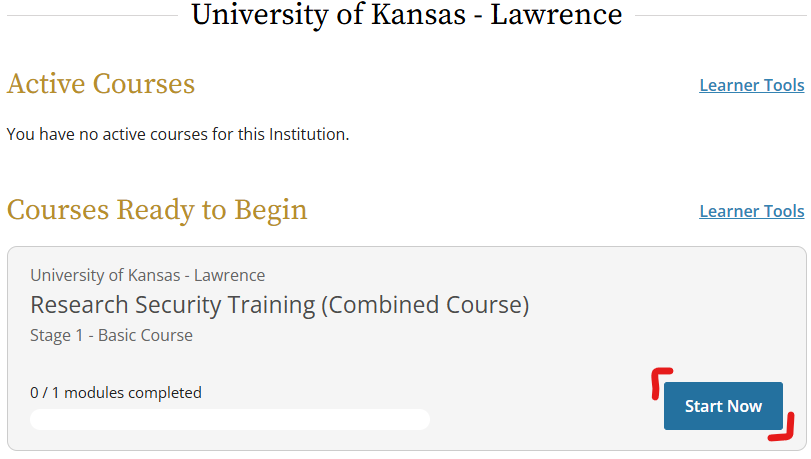 University of Kansas - Lawrence
Active Courses
Learner Tools
You have no active courses for this Institution.
Courses Ready to Begin
Learner Tools
University of Kansas - Lawrence
Research Security Training (Combined Course)
Stage 1 - Basic Course
0 / 1 modules completed
Start Now